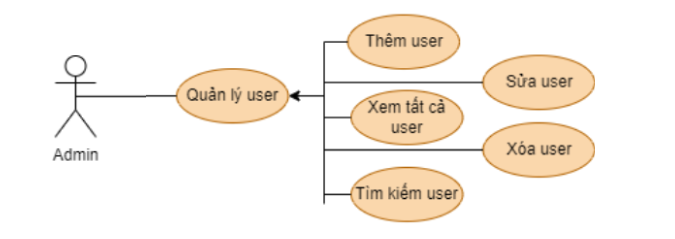 Thêm user
Sửa user
Quản lý user
Xem tất cả
user
Xóa user
Admin
Tìm kiếm user